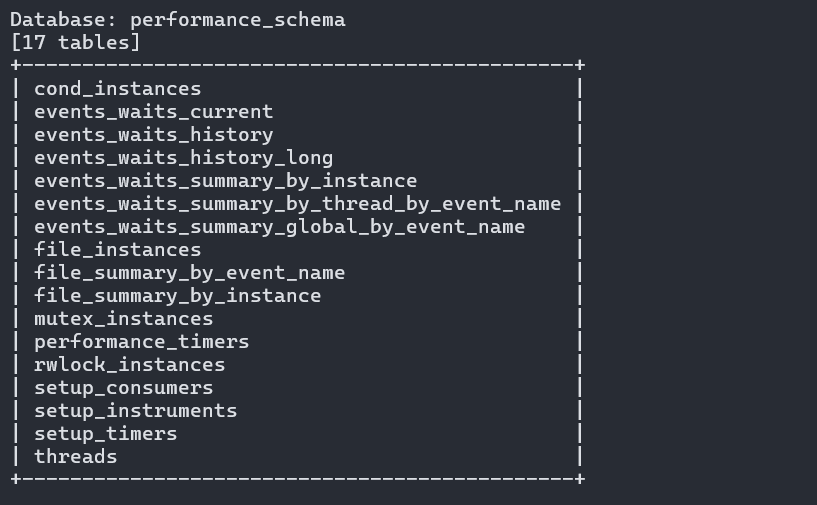 Database: performance_schema
[17 tables]
+----------------------------------------------+
| cond_instances                               |
| events_waits_current                         |
| events_waits_history                         |
| events_waits_history_long                    |
| events_waits_summary_by_instance             |
| events_waits_summary_by_thread_by_event_name |
| events_waits_summary_global_by_event_name    |
| file_instances                               |
| file_summary_by_event_name                   |
| file_summary_by_instance                     |
| mutex_instances                              |
| performance_timers                           |
| rwlock_instances                             |
| setup_consumers                              |
| setup_instruments                            |
| setup_timers                                 |
| threads                                      |
+----------------------------------------------+